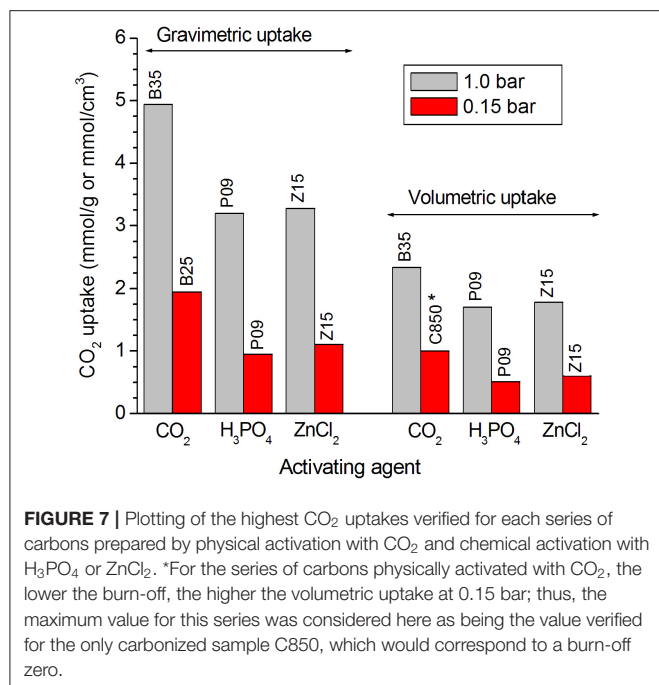 6
5
4
3
2
1
0
CO₂ uptake (mmol/g or mmol/cm³)
Gravimetric uptake
1.0 bar
0.15 bar
Volumetric uptake
B35
B25
P09
P09
Z15
Z15
B35
C850 *
P09
P09
Z15
Z15
CO₂ H₃PO₄ ZnCl₂ CO₂ H₃PO₄ ZnCl₂
Activating agent
FIGURE 7 | Plotting of the highest CO₂ uptakes verified for each series of
carbons prepared by physical activation with CO₂ and chemical activation with
H₃PO₄ or ZnCl₂. *For the series of carbons physically activated with CO₂, the
lower the burn-off, the higher the volumetric uptake at 0.15 bar; thus, the
maximum value for this series was considered here as being the value verified
for the only carbonized sample C850, which would correspond to a burn-off
zero.